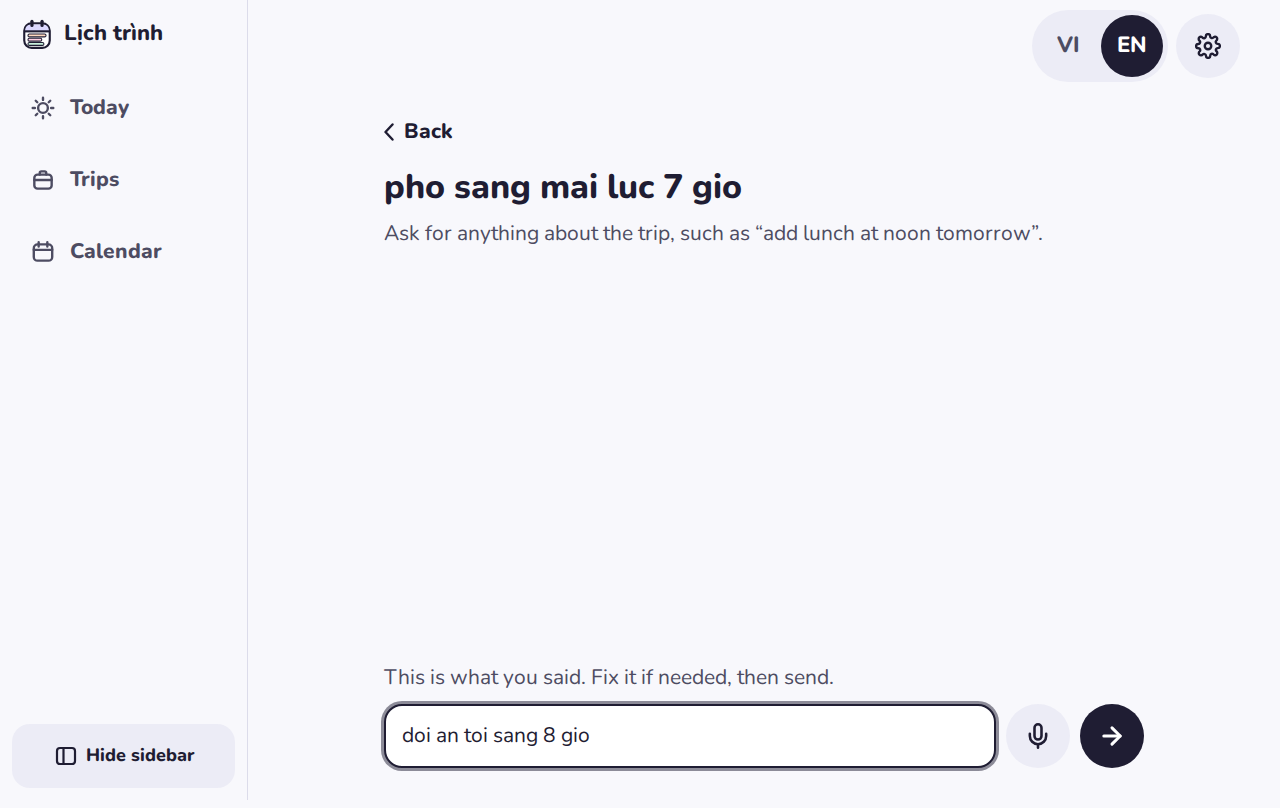 Lịch trình
Today
Trips
Calendar
Hide sidebar
VI
EN
Back
pho sang mai luc 7 gio
Ask for anything about the trip, such as “add lunch at noon tomorrow”.
This is what you said. Fix it if needed, then send.
doi an toi sang 8 gio